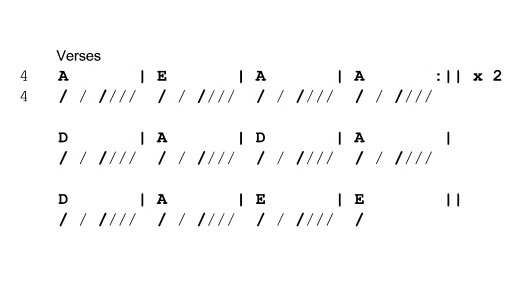 Verses
4 A | E | A | A :|| x 2
4 / / //// / / //// / / //// / / ////
D | A | D | A |
/ / //// / / //// / / //// / / ////
D | A | E | E ||
/ / //// / / //// / / //// /